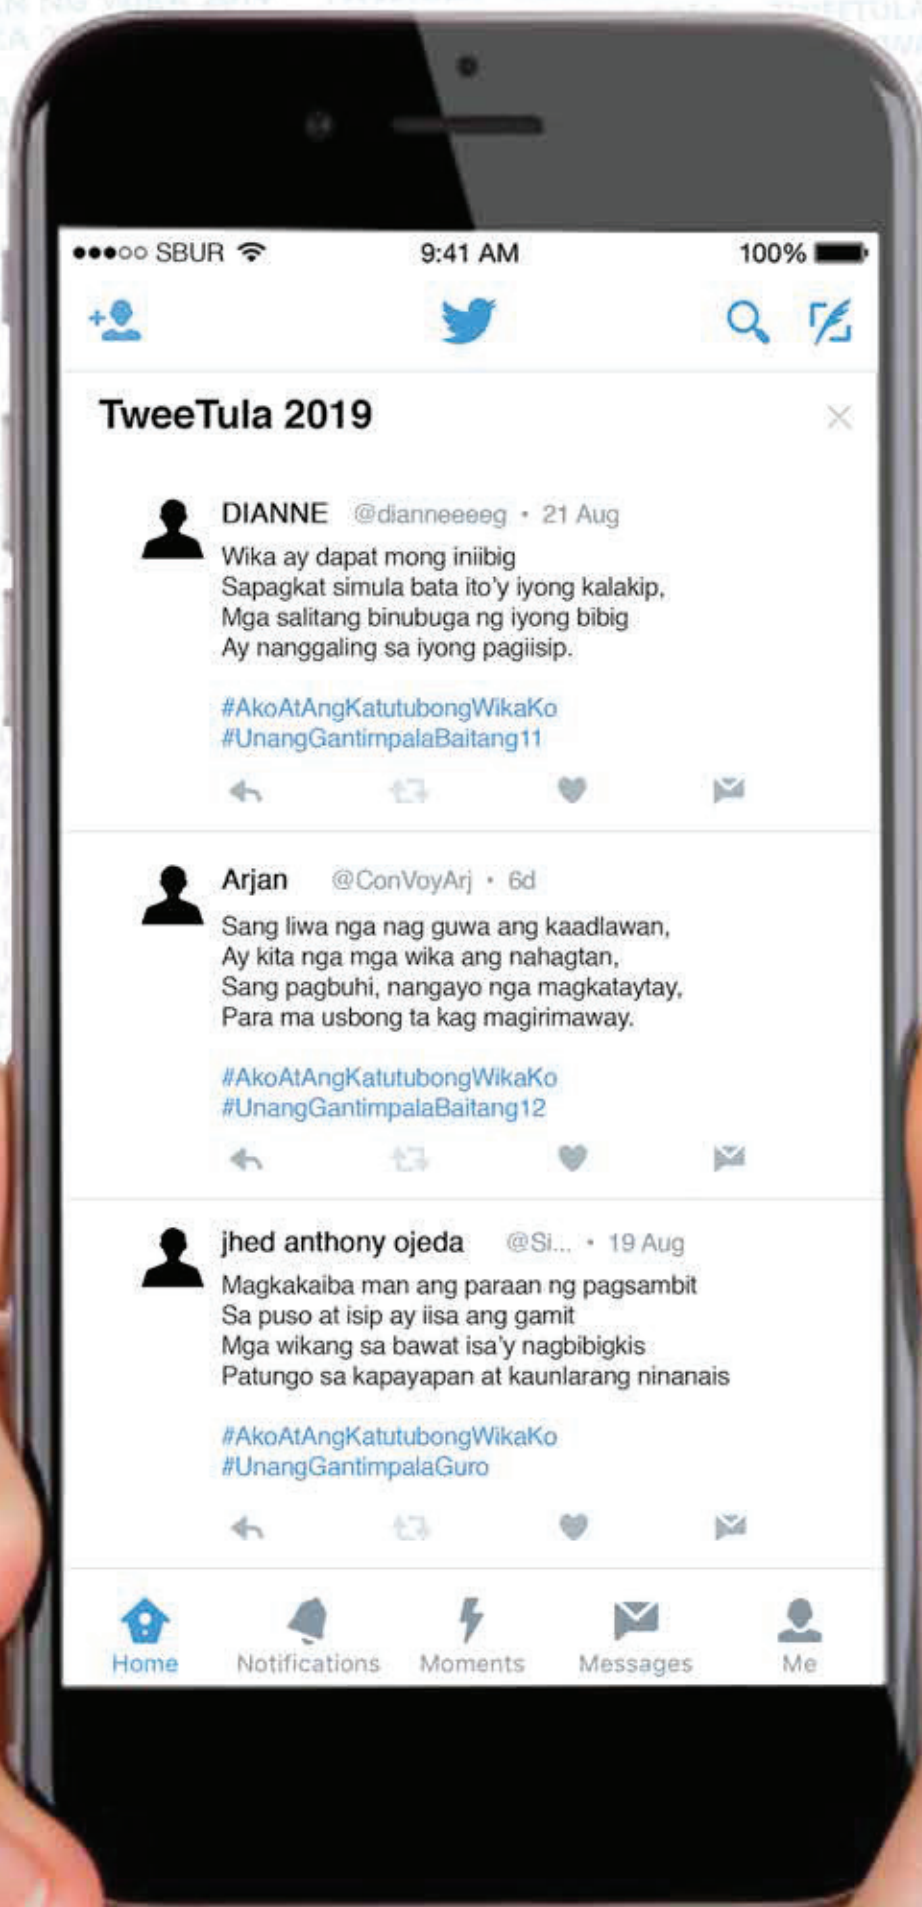 SBUR
9:41 AM
100%
TweeTula 2019
DIANNE @dianneeeeg • 21 Aug
Wika ay dapat mong iniibig
Sapagkat simula bata ito'y iyong kalakip,
Mga salitang binubuga ng iyong bibig
Ay nanggaling sa iyong pagiisip.
#AkoAtAngKatutubongWikaKo
#UnangGantimpalaBaitang11
Arjan @ConVoyArj • 6d
Sang liwa nga nag guwa ang kaadlawan,
Ay kita nga mga wika ang nahagtan,
Sang pagbuhi, nangayo nga magkataytay,
Para ma usbong ta kag magirimaway.
#AkoAtAngKatutubongWikaKo
#UnangGantimpalaBaitang12
jhed anthony ojeda @Si... • 19 Aug
Magkakaiba man ang paraan ng pagsambit
Sa puso at isip ay iisa ang gamit
Mga wikang sa bawat isa'y nagbibigkis
Patungo sa kapayapan at kaunlarang ninanais
#AkoAtAngKatutubongWikaKo
#UnangGantimpalaGuro
Home
Notifications
Moments
Messages
Me